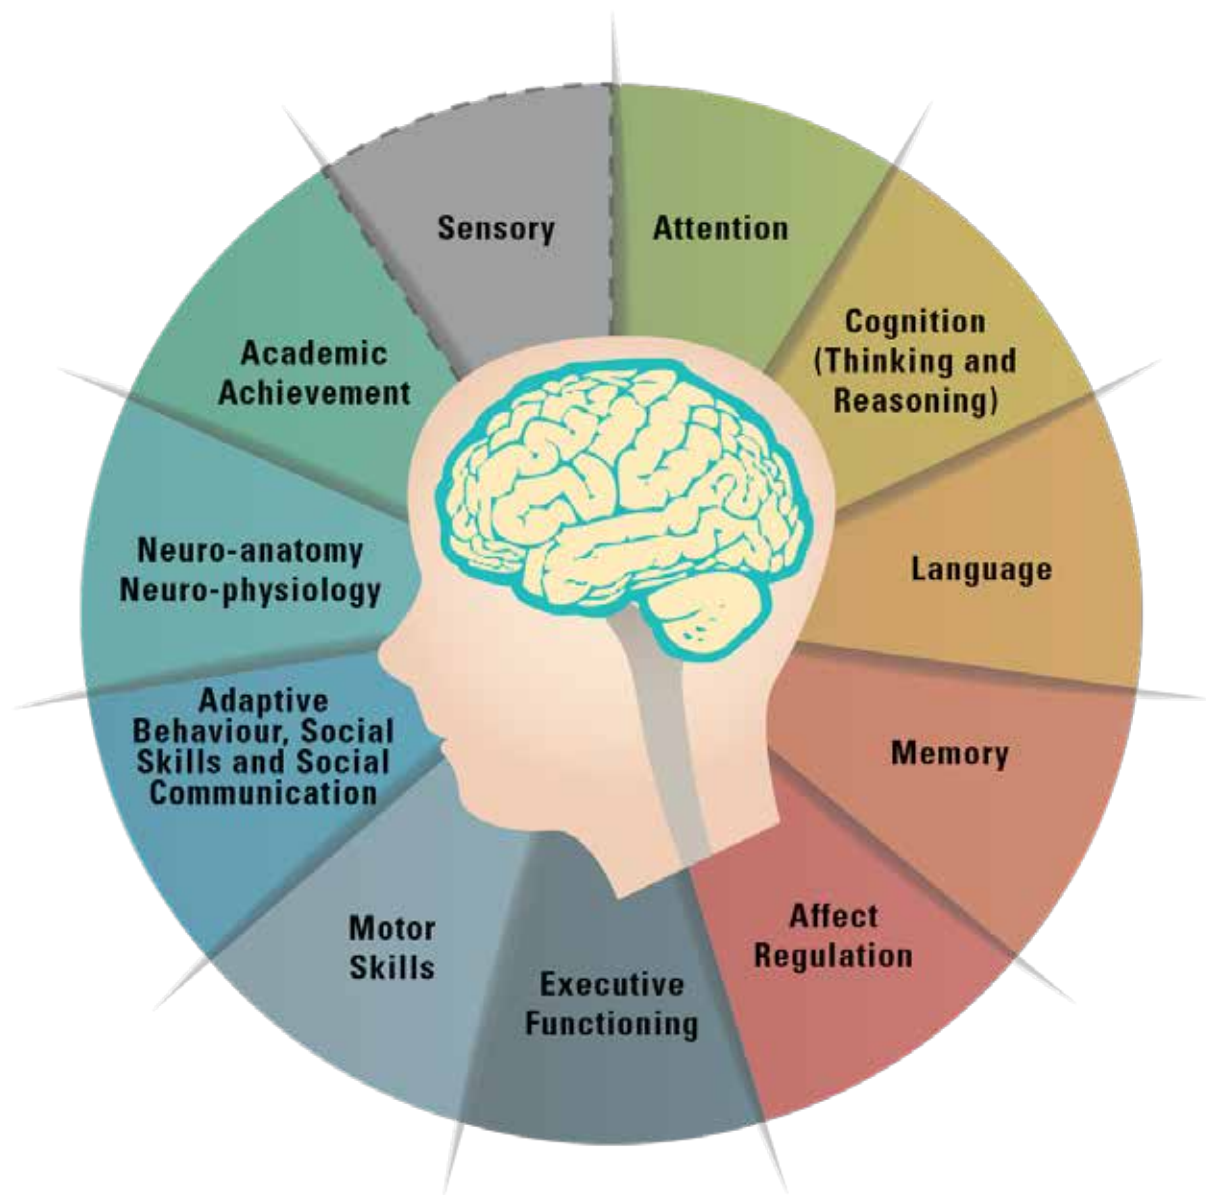 Sensory
Attention
Cognition
(Thinking and
Reasoning)
Language
Memory
Affect
Regulation
Executive
Functioning
Motor
Skills
Adaptive
Behaviour, Social
Skills and Social
Communication
Neuro-anatomy
Neuro-physiology
Academic
Achievement